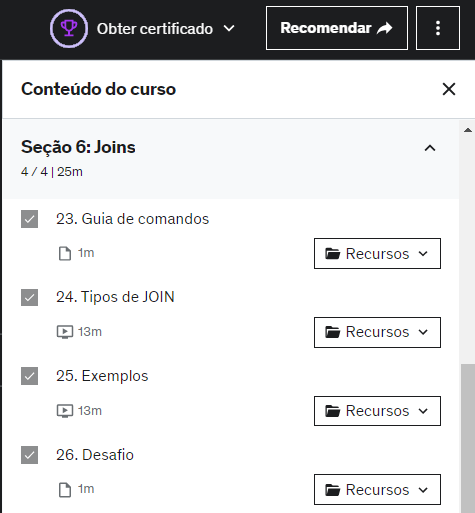 Obter certificado
Recomendar
Conteúdo do curso
Seção 6: Joins
4 / 4 | 25m
23. Guia de comandos
1m
Recursos
24. Tipos de JOIN
13m
Recursos
25. Exemplos
13m
Recursos
26. Desafio
1m
Recursos